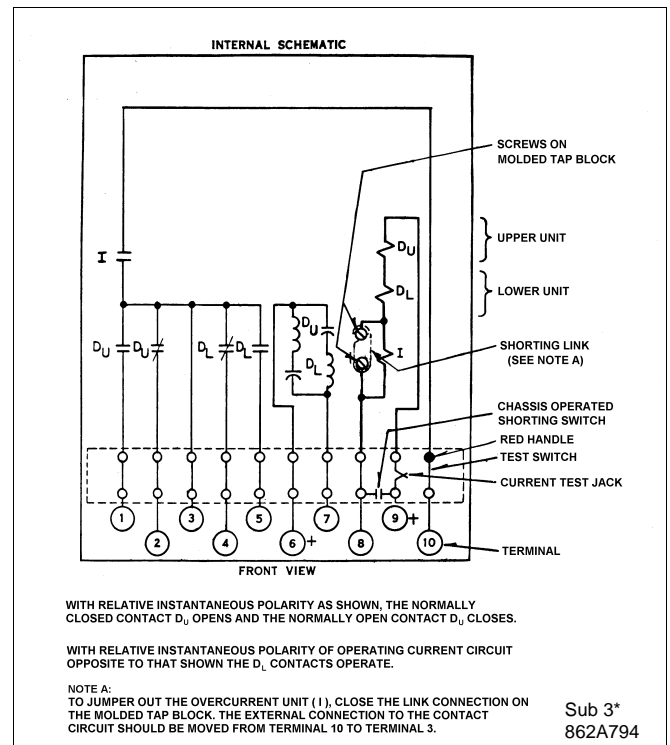 INTERNAL SCHEMATIC
SCREWS ON
MOLDED TAP BLOCK
I
DU
UPPER UNIT
DL
LOWER UNIT
DU
DU
DL
DL
DU
DL
I
SHORTING LINK
(SEE NOTE A)
CHASSIS OPERATED
SHORTING SWITCH
RED HANDLE
TEST SWITCH
CURRENT TEST JACK
1
2
3
4
5
6 +
7
8
9 +
10
TERMINAL
FRONT VIEW
WITH RELATIVE INSTANTANEOUS POLARITY AS SHOWN, THE NORMALLY
CLOSED CONTACT DU OPENS AND THE NORMALLY OPEN CONTACT DU CLOSES.
WITH RELATIVE INSTANTANEOUS POLARITY OF OPERATING CURRENT CIRCUIT
OPPOSITE TO THAT SHOWN THE DL CONTACTS OPERATE.
NOTE A:
TO JUMPER OUT THE OVERCURRENT UNIT ( I ), CLOSE THE LINK CONNECTION ON
THE MOLDED TAP BLOCK. THE EXTERNAL CONNECTION TO THE CONTACT
CIRCUIT SHOULD BE MOVED FROM TERMINAL 10 TO TERMINAL 3.
Sub 3*
862A794